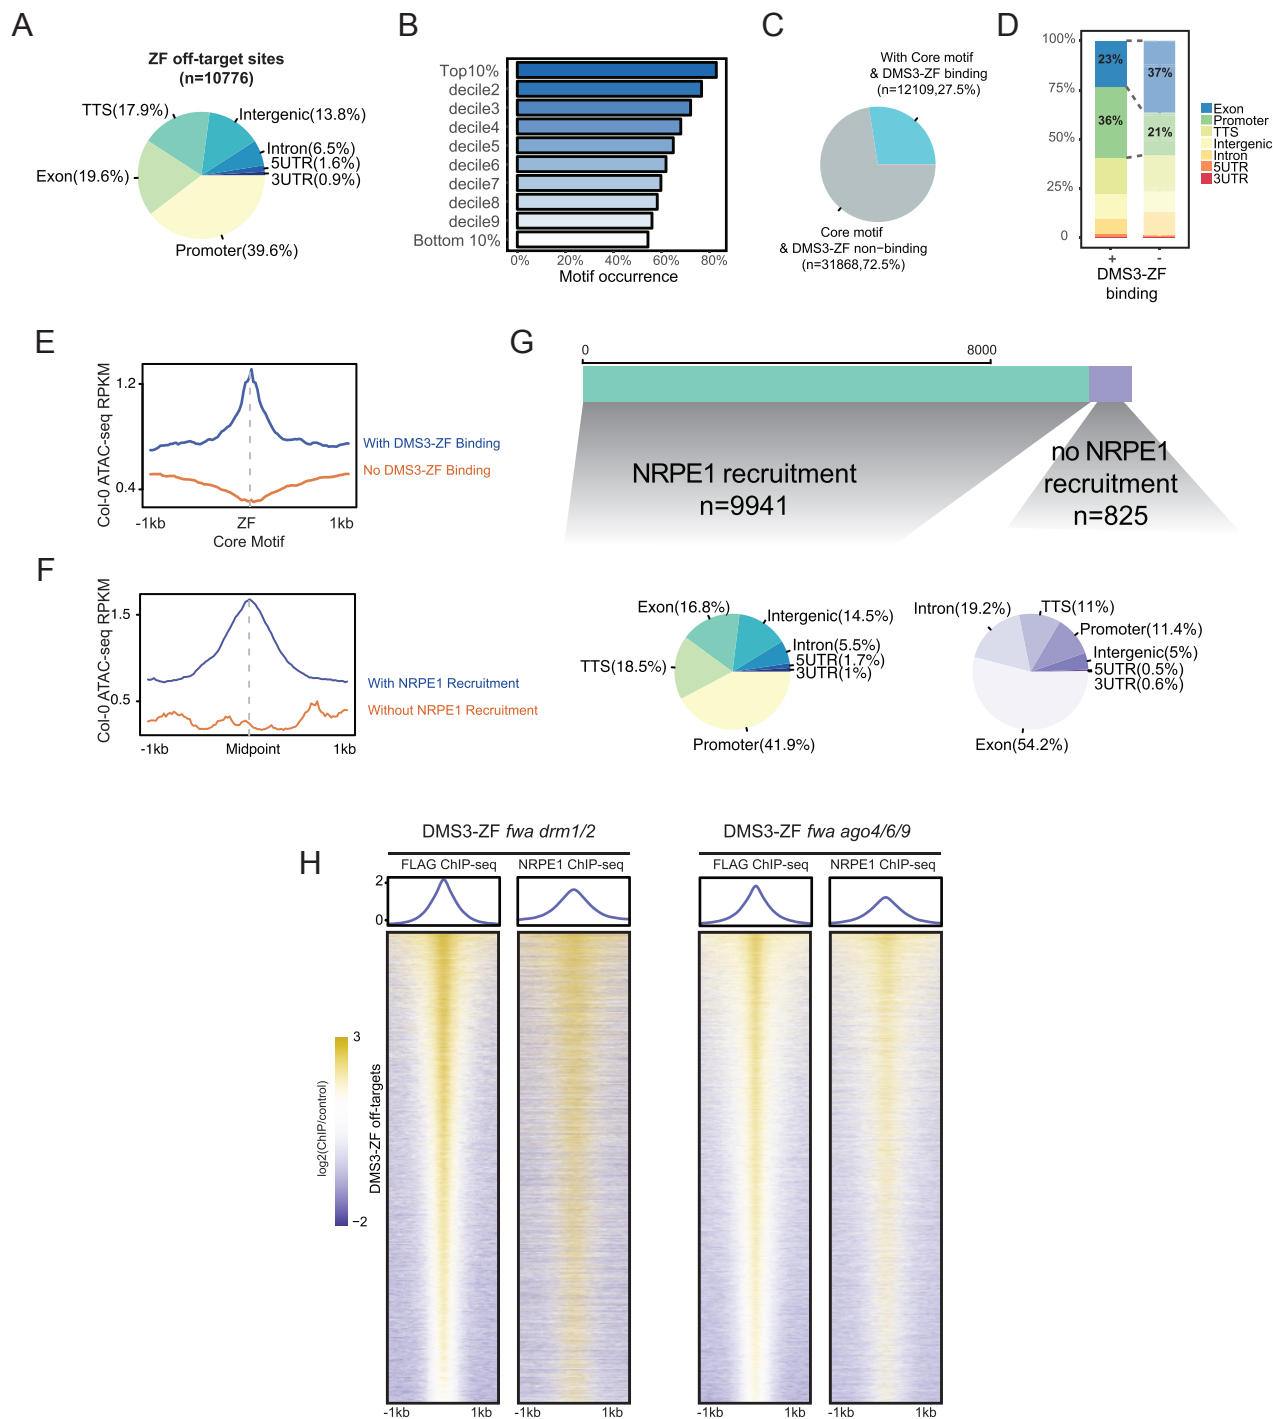 A
ZF off-target sites
(n=10776)
TTS(17.9%)
Intergenic(13.8%)
Intron(6.5%)
5UTR(1.6%)
3UTR(0.9%)
Exon(19.6%)
Promoter(39.6%)
B
Top10%
decile2
decile3
decile4
decile5
decile6
decile7
decile8
decile9
Bottom 10%
0% 20% 40% 60% 80%
Motif occurrence
C
With Core motif
& DMS3-ZF binding
(n=12109,27.5%)
Core motif
& DMS3-ZF non-binding
(n=31868,72.5%)
D
100%
75%
50%
25%
0
23%
37%
36%
21%
+ -
DMS3-ZF
binding
Exon
Promoter
TTS
Intergenic
Intron
5UTR
3UTR
E
Col-0 ATAC-seq RPKM
1.2
0.4
With DMS3-ZF Binding
No DMS3-ZF Binding
-1kb ZF 1kb
Core Motif
F
Col-0 ATAC-seq RPKM
1.5
0.5
With NRPE1 Recruitment
Without NRPE1 Recruitment
-1kb Midpoint 1kb
G
0 8000
NRPE1 recruitment
n=9941
no NRPE1
recruitment
n=825
Exon(16.8%)
Intergenic(14.5%)
Intron(5.5%)
5UTR(1.7%)
3UTR(1%)
TTS(18.5%)
Promoter(41.9%)
Intron(19.2%)
TTS(11%)
Promoter(11.4%)
Intergenic(5%)
5UTR(0.5%)
3UTR(0.6%)
Exon(54.2%)
H
DMS3-ZF fwa drm1/2
DMS3-ZF fwa ago4/6/9
FLAG ChIP-seq NRPE1 ChIP-seq
FLAG ChIP-seq NRPE1 ChIP-seq
2
0
log2(ChIP/control)
3
−2
DMS3-ZF off-targets
-1kb 1kb -1kb 1kb
-1kb 1kb -1kb 1kb